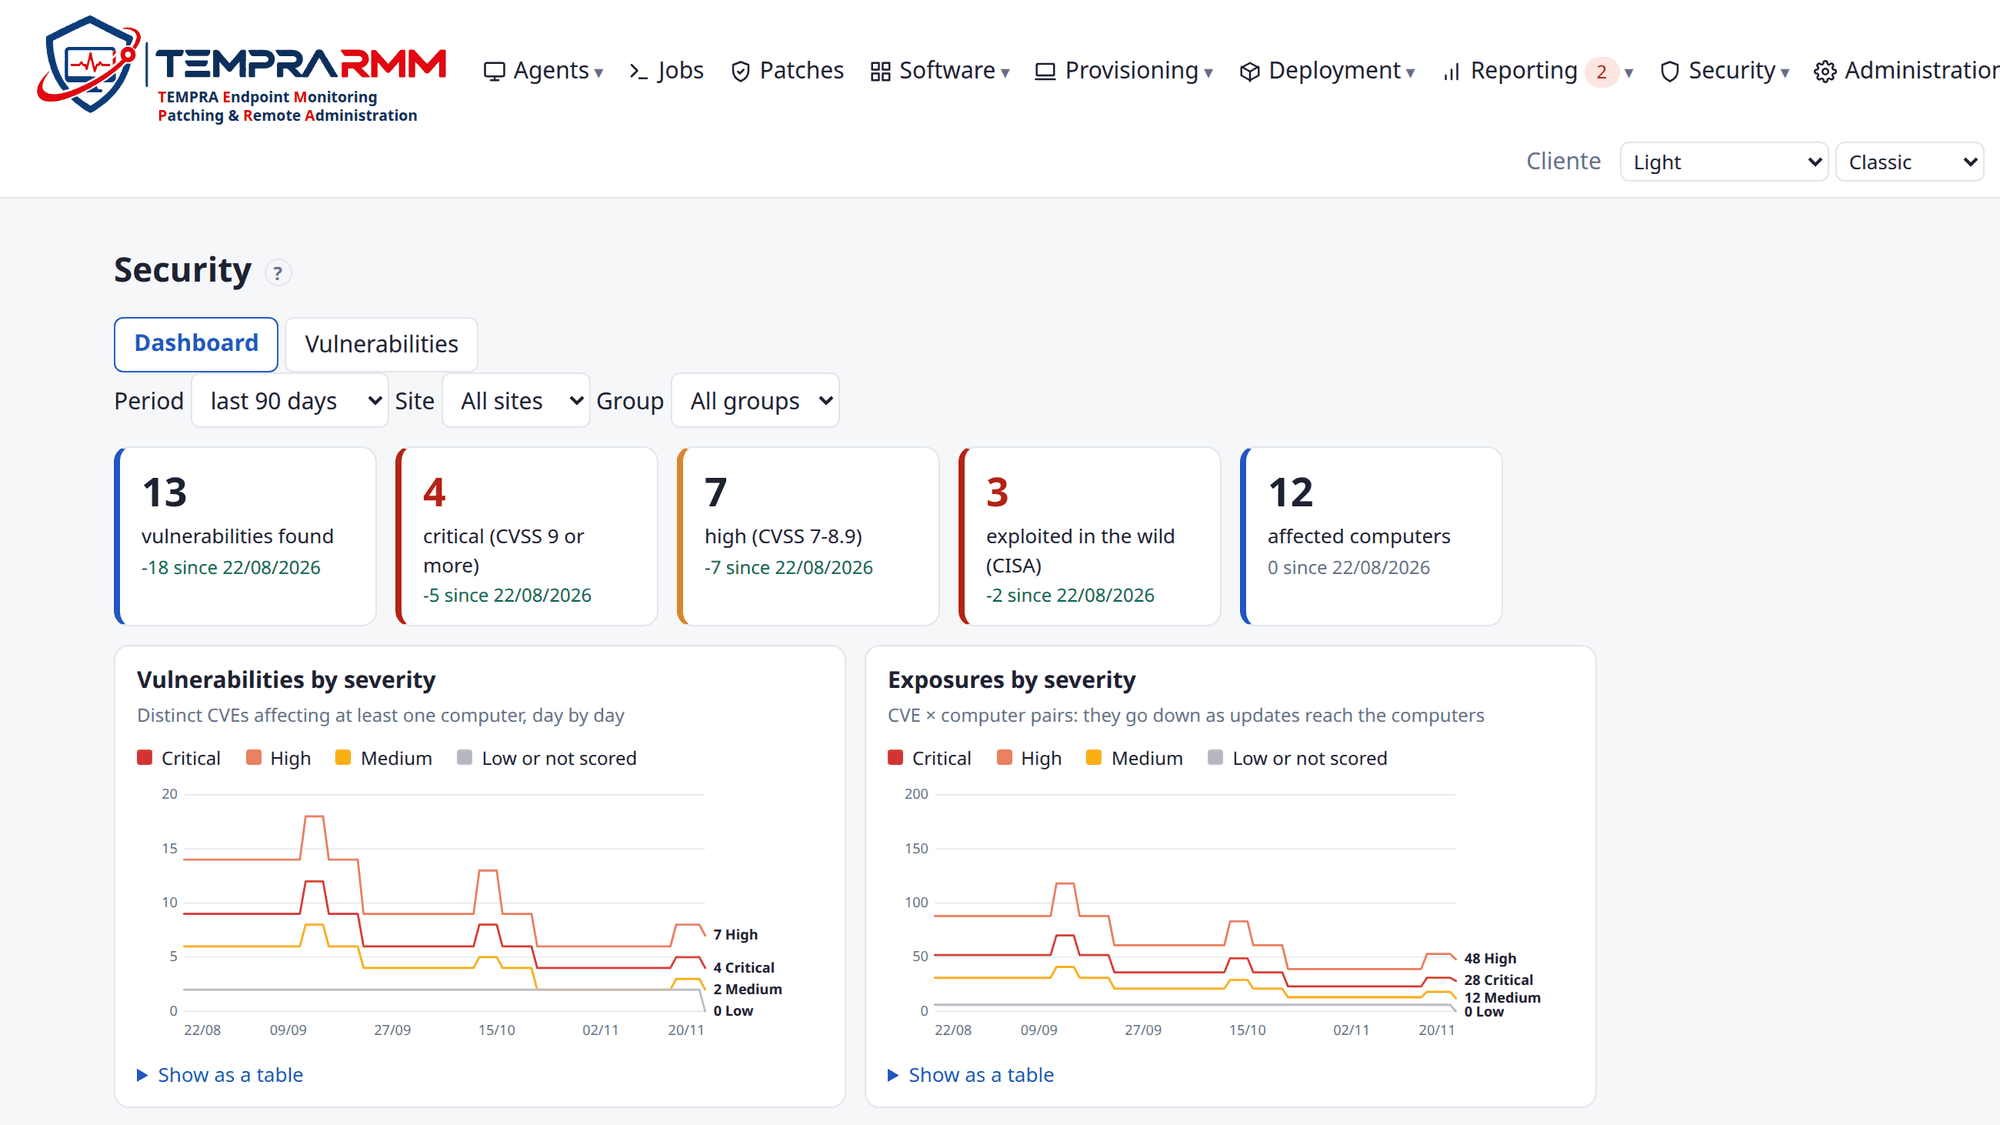 TEMPRARMM
TEMPRA Endpoint Monitoring
Patching & Remote Administration
Agents ▾
Jobs
Patches
Software ▾
Provisioning ▾
Deployment ▾
Reporting 2 ▾
Security ▾
Administration
Cliente
Light
Classic
Security ?
Dashboard
Vulnerabilities
Period last 90 days Site All sites Group All groups
13
vulnerabilities found
-18 since 22/08/2026
4
critical (CVSS 9 or
more)
-5 since 22/08/2026
7
high (CVSS 7-8.9)
-7 since 22/08/2026
3
exploited in the wild
(CISA)
-2 since 22/08/2026
12
affected computers
0 since 22/08/2026
Vulnerabilities by severity
Distinct CVEs affecting at least one computer, day by day
Critical High Medium Low or not scored
20
15
10
5
0
7 High
4 Critical
2 Medium
0 Low
22/08 09/09 27/09 15/10 02/11 20/11
Show as a table
Exposures by severity
CVE × computer pairs: they go down as updates reach the computers
Critical High Medium Low or not scored
200
150
100
50
0
48 High
28 Critical
12 Medium
0 Low
22/08 09/09 27/09 15/10 02/11 20/11
Show as a table